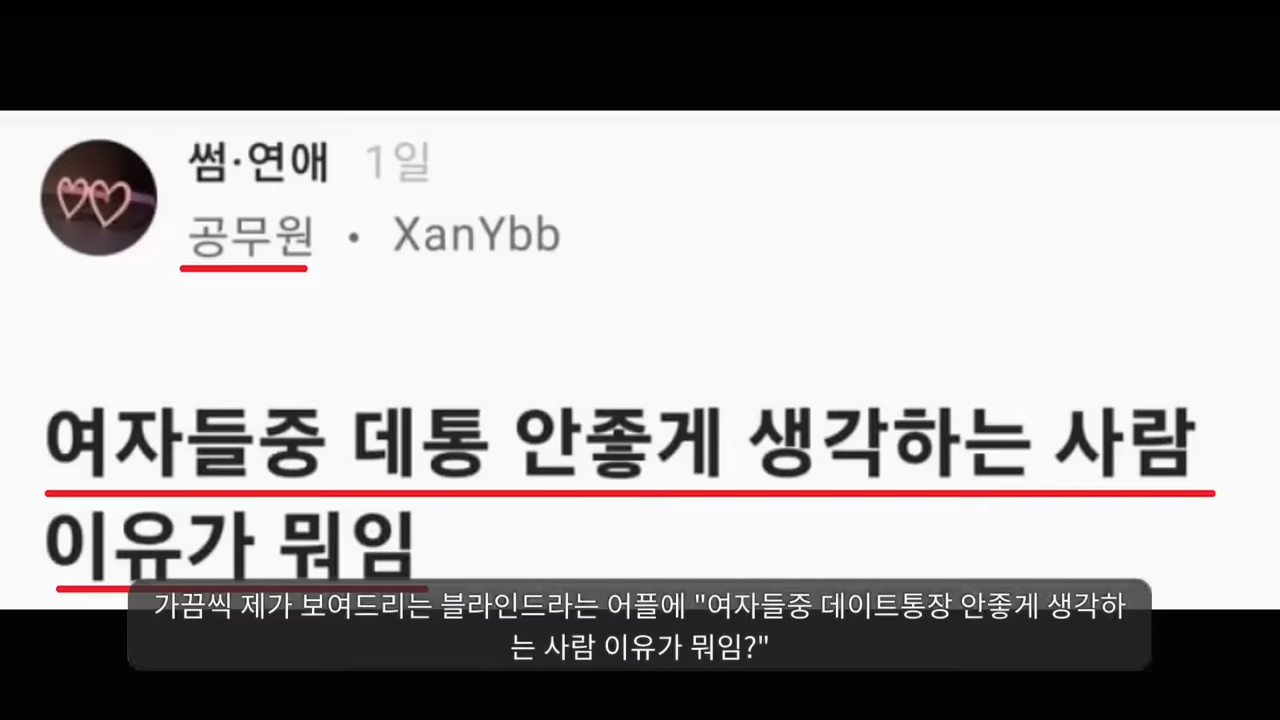 썸·연애 1일
공무원 • XanYbb
여자들중 데통 안좋게 생각하는 사람
이유가 뭐임
가끔씩 제가 보여드리는 블라인드라는 어플에 "여자들중 데이트통장 안좋게 생각하
는 사람 이유가 뭐임?"